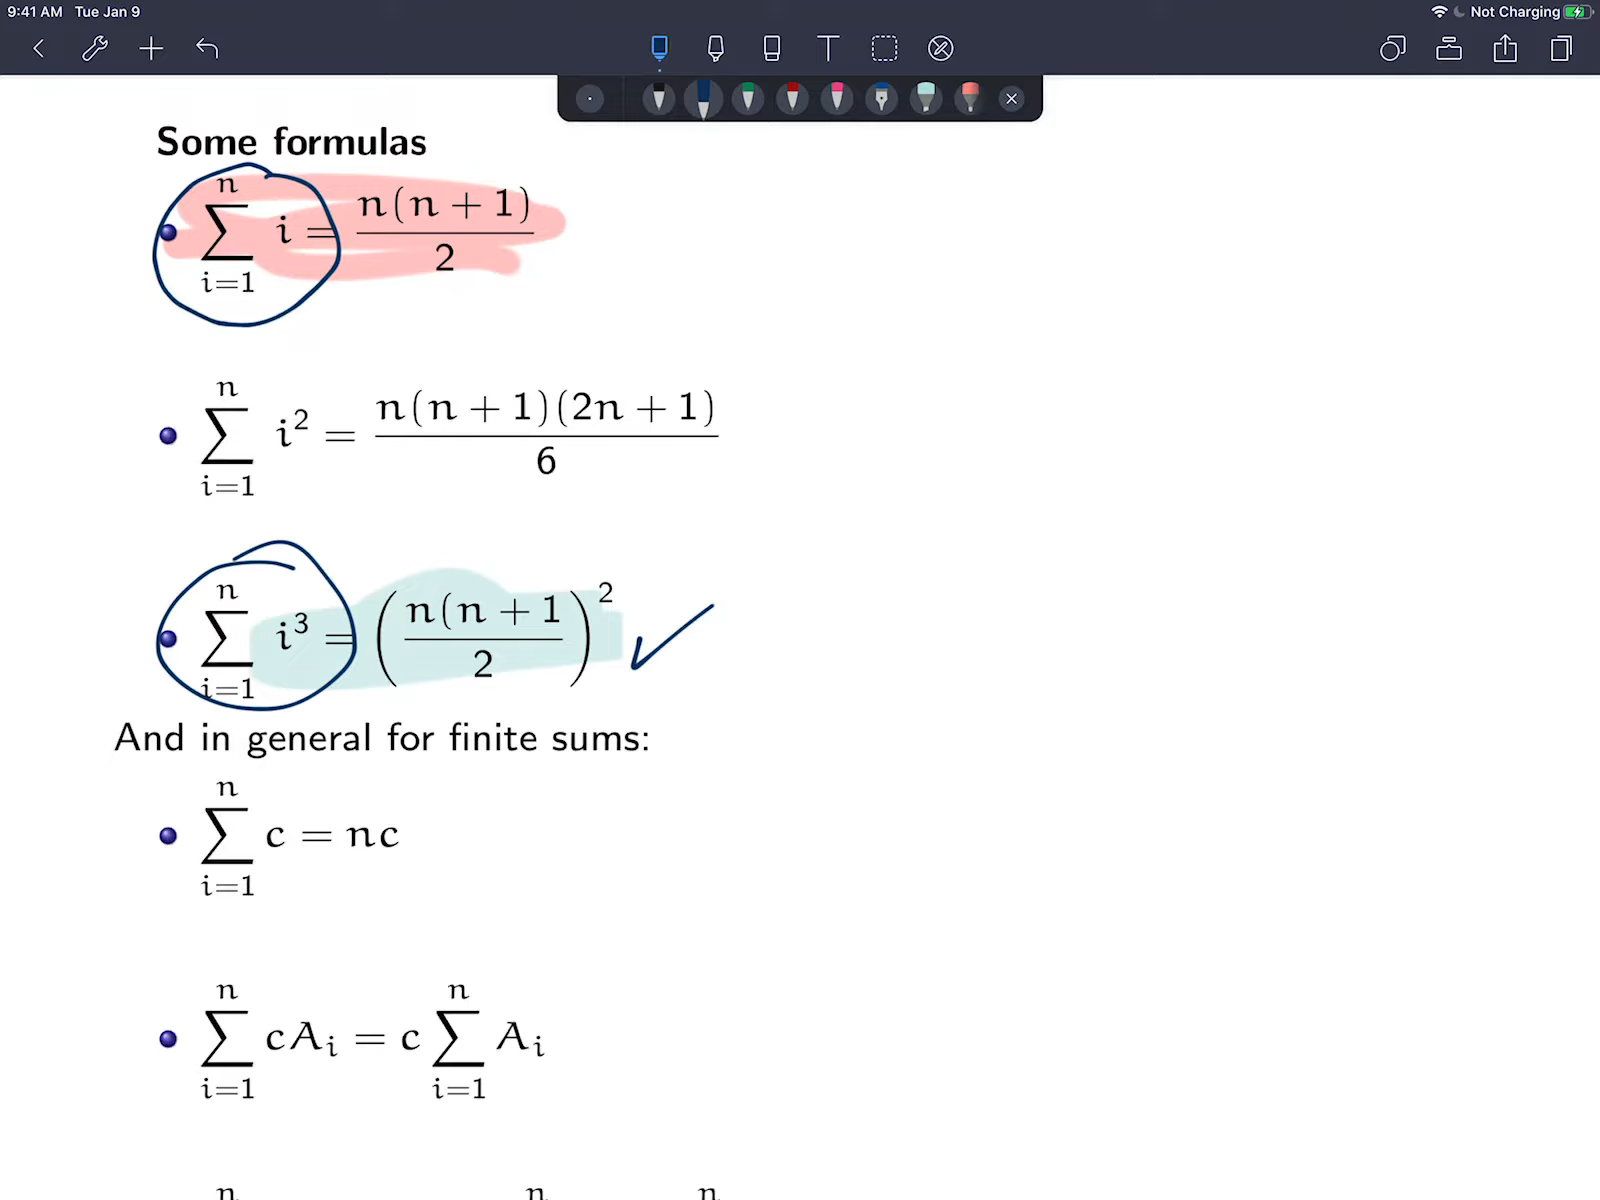 9:41 AM Tue Jan 9 Not Charging
Some formulas
• ∑_{i=1}^{n} i = n(n + 1)/2
• ∑_{i=1}^{n} i² = n(n + 1)(2n + 1)/6
• ∑_{i=1}^{n} i³ = (n(n + 1/2)²
And in general for finite sums:
• ∑_{i=1}^{n} c = nc
• ∑_{i=1}^{n} cA_i = c ∑_{i=1}^{n} A_i
n n n